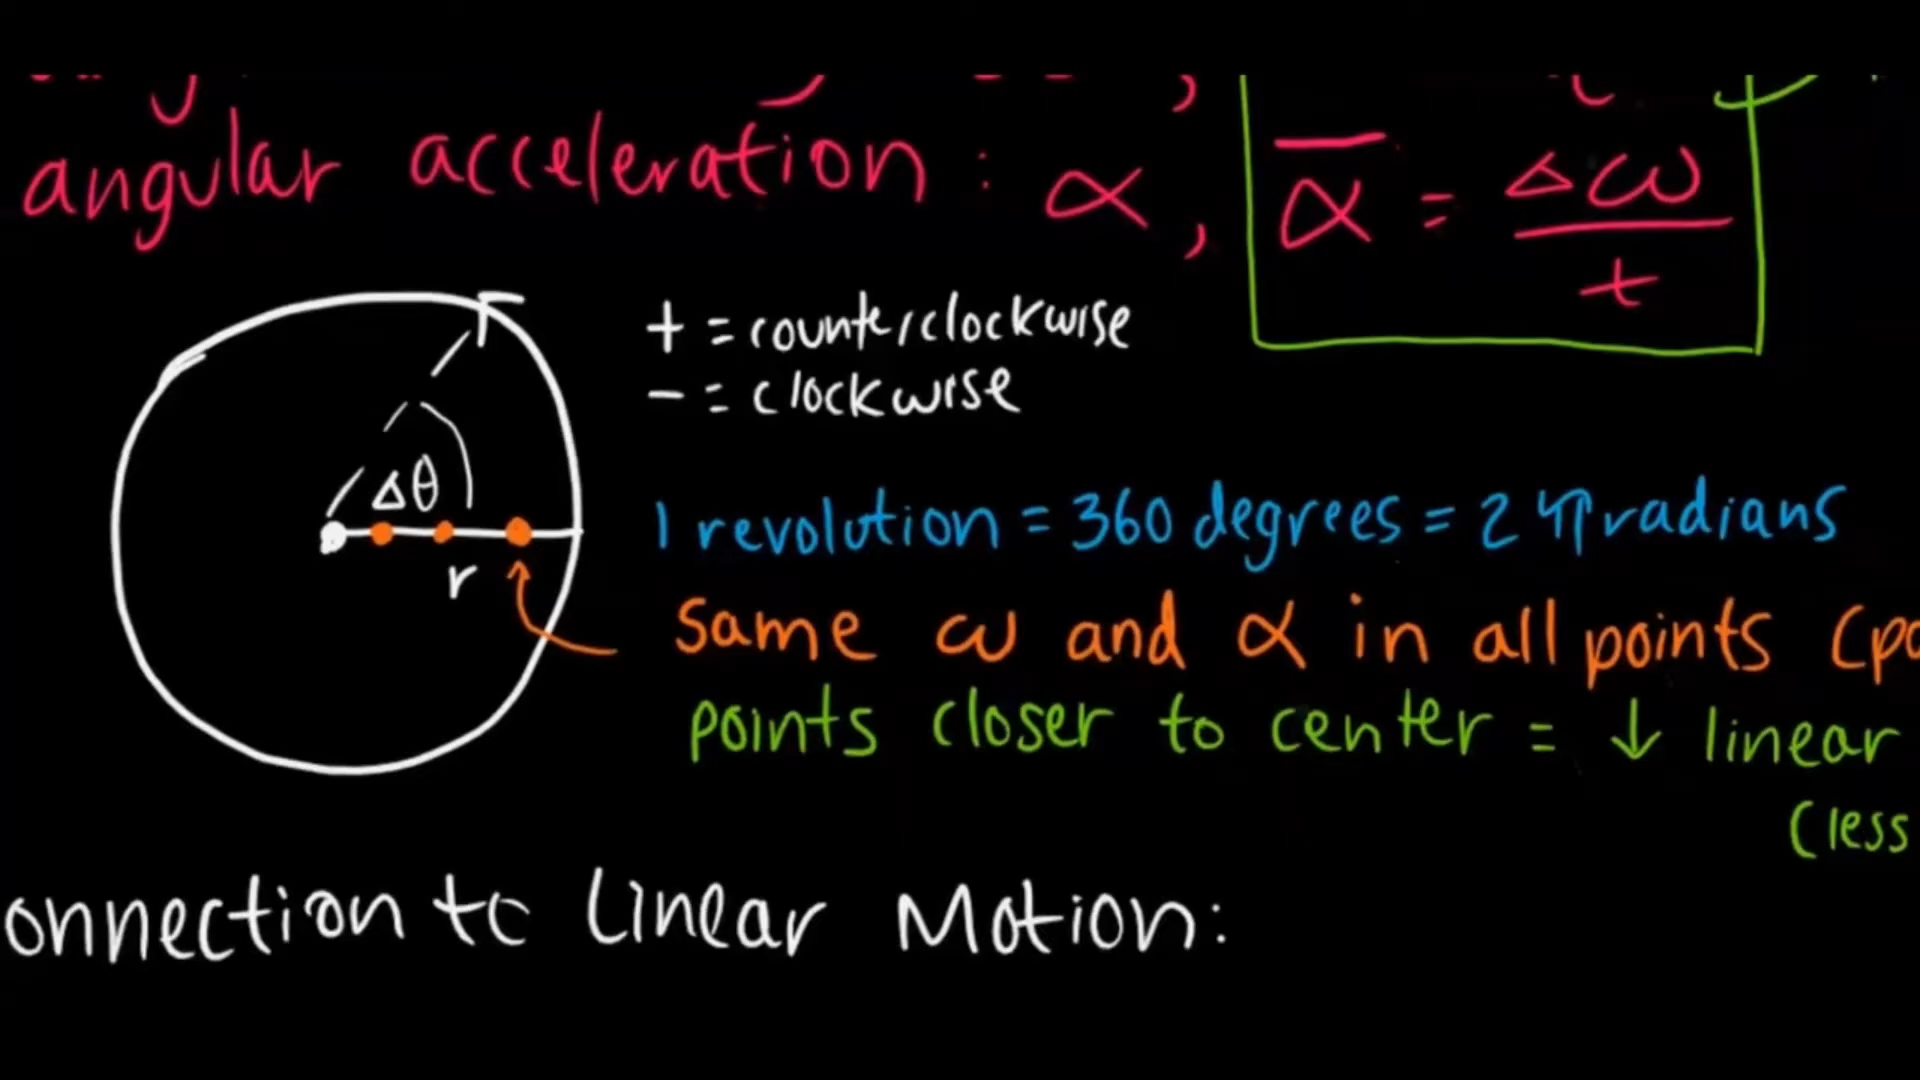 angular acceleration: α, ᾱ = Δω / t
+ = counterclockwise
- = clockwise
Δθ
r
1 revolution = 360 degrees = 2π radians
same ω and α in all points (po
points closer to center = ↓ linear
(less
onnection to Linear Motion: